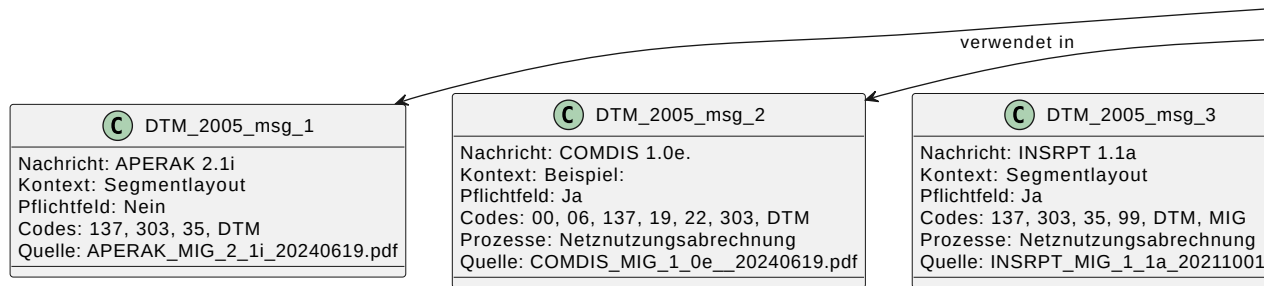 verwendet in
C DTM_2005_msg_1
Nachricht: APERAK 2.1i
Kontext: Segmentlayout
Pflichtfeld: Nein
Codes: 137, 303, 35, DTM
Quelle: APERAK_MIG_2_1i_20240619.pdf
C DTM_2005_msg_2
Nachricht: COMDIS 1.0e.
Kontext: Beispiel:
Pflichtfeld: Ja
Codes: 00, 06, 137, 19, 22, 303, DTM
Prozesse: Netznutzungsabrechnung
Quelle: COMDIS_MIG_1_0e__20240619.pdf
C DTM_2005_msg_3
Nachricht: INSRPT 1.1a
Kontext: Segmentlayout
Pflichtfeld: Ja
Codes: 137, 303, 35, 99, DTM, MIG
Prozesse: Netznutzungsabrechnung
Quelle: INSRPT_MIG_1_1a_20211001